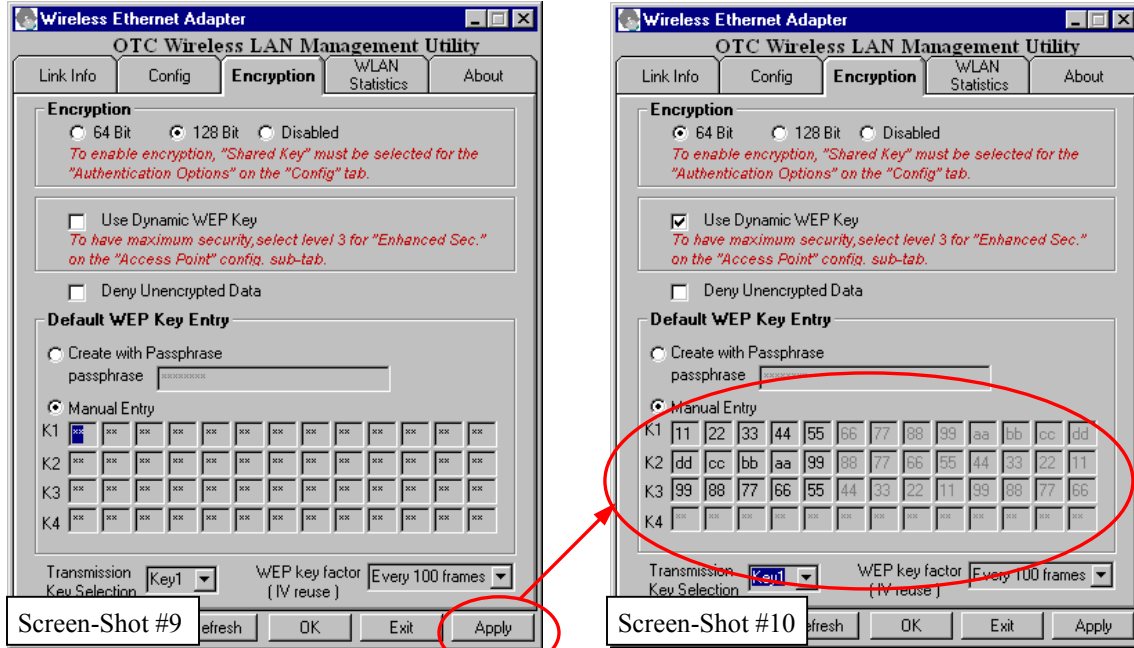 Wireless Ethernet Adapter
OTC Wireless LAN Management Utility
Link Info Config Encryption WLAN Statistics About
Encryption
64 Bit 128 Bit Disabled
To enable encryption, "Shared Key" must be selected for the
"Authentication Options" on the "Config" tab.
Use Dynamic WEP Key
To have maximum security,select level 3 for "Enhanced Sec."
on the "Access Point" config. sub-tab.
Deny Unencrypted Data
Default WEP Key Entry
Create with Passphrase
passphrase xxxxxxxx
Manual Entry
K1 ** ** ** ** ** ** ** ** ** ** ** ** **
K2 ** ** ** ** ** ** ** ** ** ** ** ** **
K3 ** ** ** ** ** ** ** ** ** ** ** ** **
K4 ** ** ** ** ** ** ** ** ** ** ** ** **
Transmission Key Selection Key1 WEP key factor ( IV reuse ) Every 100 frames
Screen-Shot #9 efresh OK Exit Apply
Wireless Ethernet Adapter
OTC Wireless LAN Management Utility
Link Info Config Encryption WLAN Statistics About
Encryption
64 Bit 128 Bit Disabled
To enable encryption, "Shared Key" must be selected for the
"Authentication Options" on the "Config" tab.
Use Dynamic WEP Key
To have maximum security,select level 3 for "Enhanced Sec."
on the "Access Point" config. sub-tab.
Deny Unencrypted Data
Default WEP Key Entry
Create with Passphrase
passphrase xxxxxxxx
Manual Entry
K1 11 22 33 44 55 66 77 88 99 aa bb cc dd
K2 dd cc bb aa 99 88 77 66 55 44 33 22 11
K3 99 88 77 66 55 44 33 22 11 99 88 77 66
K4 ** ** ** ** ** ** ** ** ** ** ** ** **
Transmission Key Selection Key1 WEP key factor ( IV reuse ) Every 100 frames
Screen-Shot #10 efresh OK Exit Apply